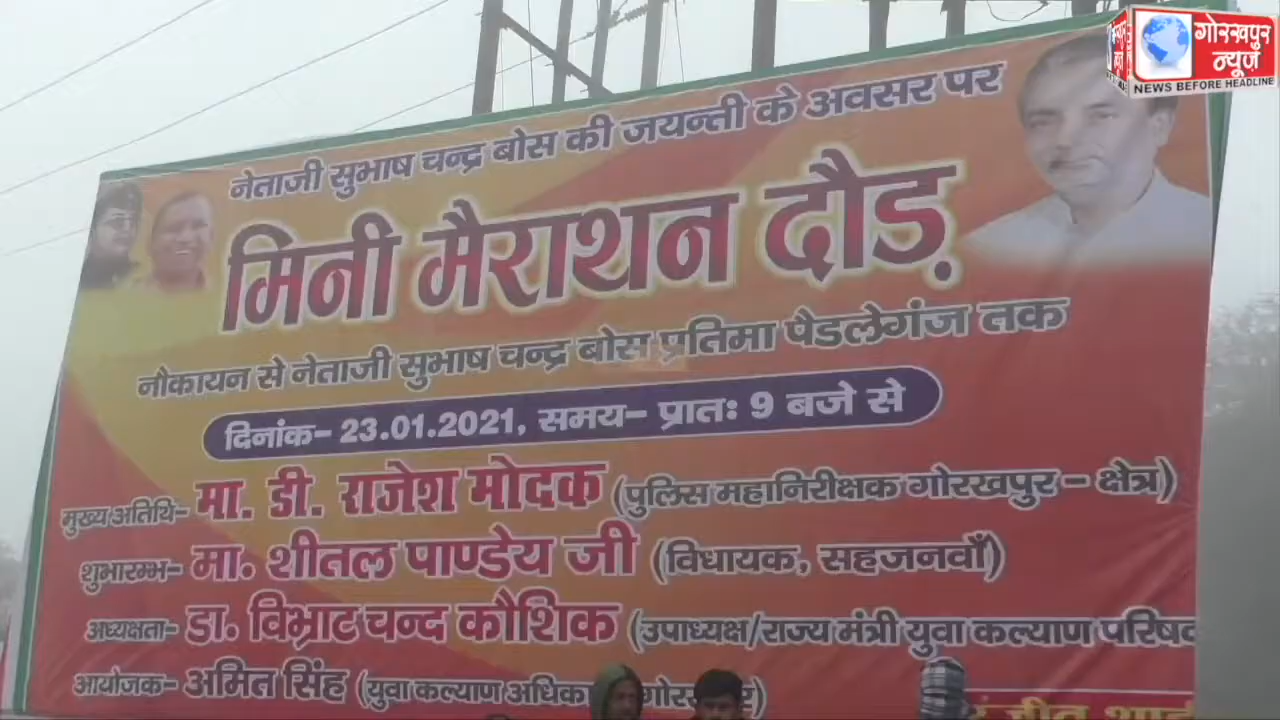 गोरखपुर
न्यूज़
NEWS BEFORE HEADLINE
नेताजी सुभाष चन्द्र बोस की जयन्ती के अवसर पर
मिनी मैराथन दौड़
नौकायन से नेताजी सुभाष चन्द्र बोस प्रतिमा पैडलेगंज तक
दिनांक- 23.01.2021, समय- प्रातः 9 बजे से
मुख्य अतिथि- मा. डी. राजेश मोदक (पुलिस महानिरीक्षक गोरखपुर - क्षैत्र)
शुभारम्भ- मा. शीतल पाण्डेय जी (विधायक, सहजनवाँ)
अध्यक्षता- डा. विभ्राट चन्द कौशिक (उपाध्यक्ष/राज्य मंत्री युवा कल्याण परिषद
आयोजक- अमित सिंह (युवा कल्याण